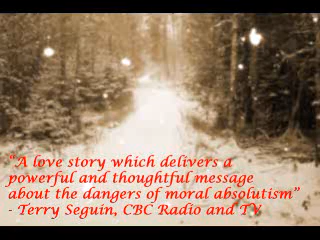 "A love story which delivers a
powerful and thoughtful message
about the dangers of moral absolutism"
- Terry Seguin, CBC Radio and TV